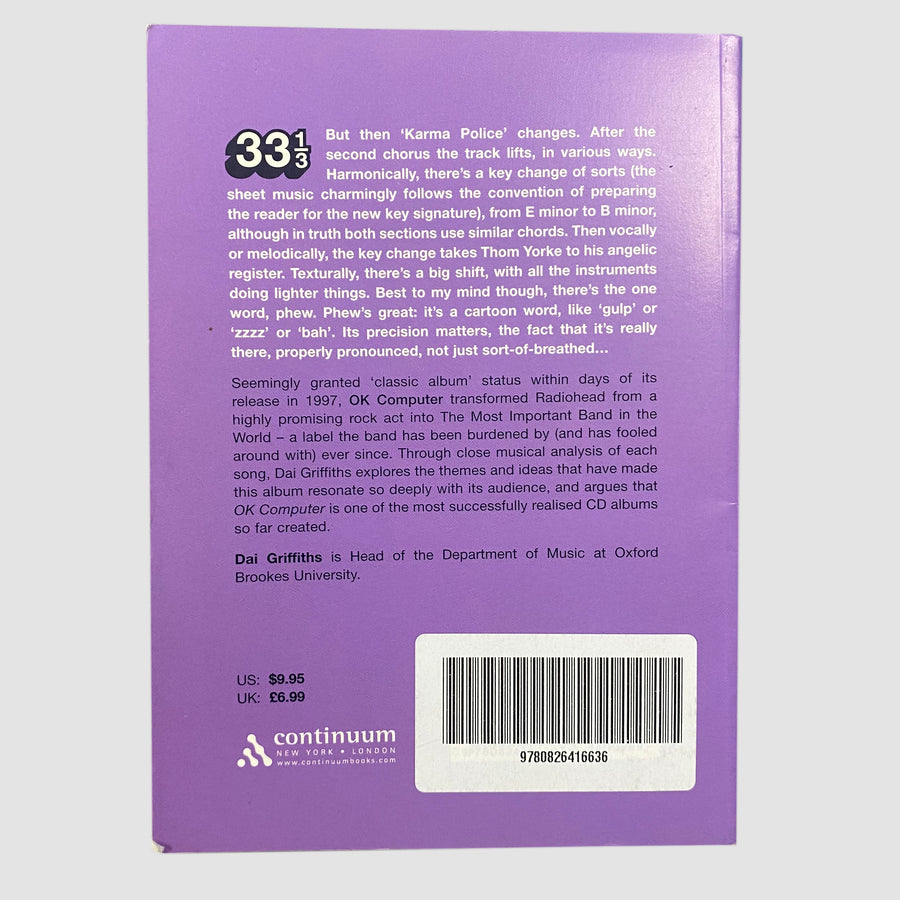 33 1/3
But then ‘Karma Police’ changes. After the
second chorus the track lifts, in various ways.
Harmonically, there’s a key change of sorts (the
sheet music charmingly follows the convention of preparing
the reader for the new key signature), from E minor to B minor,
although in truth both sections use similar chords. Then vocally
or melodically, the key change takes Thom Yorke to his angelic
register. Texturally, there’s a big shift, with all the instruments
doing lighter things. Best to my mind though, there’s the one
word, phew. Phew’s great: it’s a cartoon word, like ‘gulp’ or
‘zzzz’ or ‘bah’. Its precision matters, the fact that it’s really
there, properly pronounced, not just sort-of-breathed…
Seemingly granted ‘classic album’ status within days of its
release in 1997, OK Computer transformed Radiohead from a
highly promising rock act into The Most Important Band in the
World – a label the band has been burdened by (and has fooled
around with) ever since. Through close musical analysis of each
song, Dai Griffiths explores the themes and ideas that have made
this album resonate so deeply with its audience, and argues that
OK Computer is one of the most successfully realised CD albums
so far created.
Dai Griffiths is Head of the Department of Music at Oxford
Brookes University.
US: $9.95
UK: £6.99
continuum
NEW YORK • LONDON
www.continuumbooks.com
9780826416636